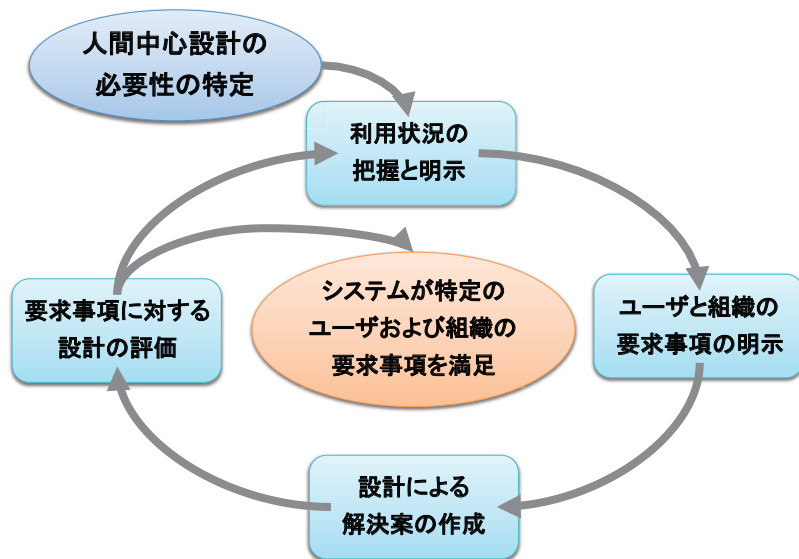 人間中心設計の
必要性の特定
利用状況の
把握と明示
ユーザと組織の
要求事項の明示
設計による
解決案の作成
要求事項に対する
設計の評価
システムが特定の
ユーザおよび組織の
要求事項を満足